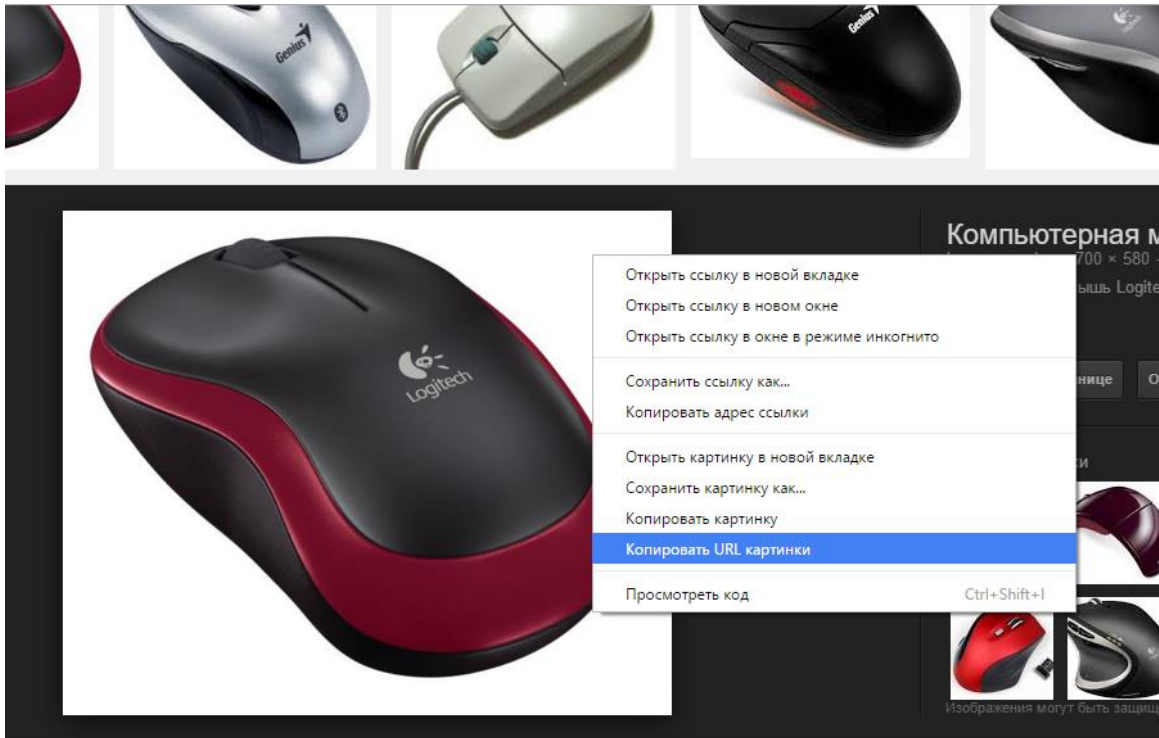 Genius
Genius
Logitech
Компьютерная м
700 × 580 -
ышь Logite
Открыть ссылку в новой вкладке
Открыть ссылку в новом окне
Открыть ссылку в окне в режиме инкогнито
Сохранить ссылку как...
Копировать адрес ссылки
нице
О
Открыть картинку в новой вкладке
Сохранить картинку как...
Копировать картинку
Копировать URL картинки
Просмотреть код Ctrl+Shift+I
ки
Изображения могут быть защищ